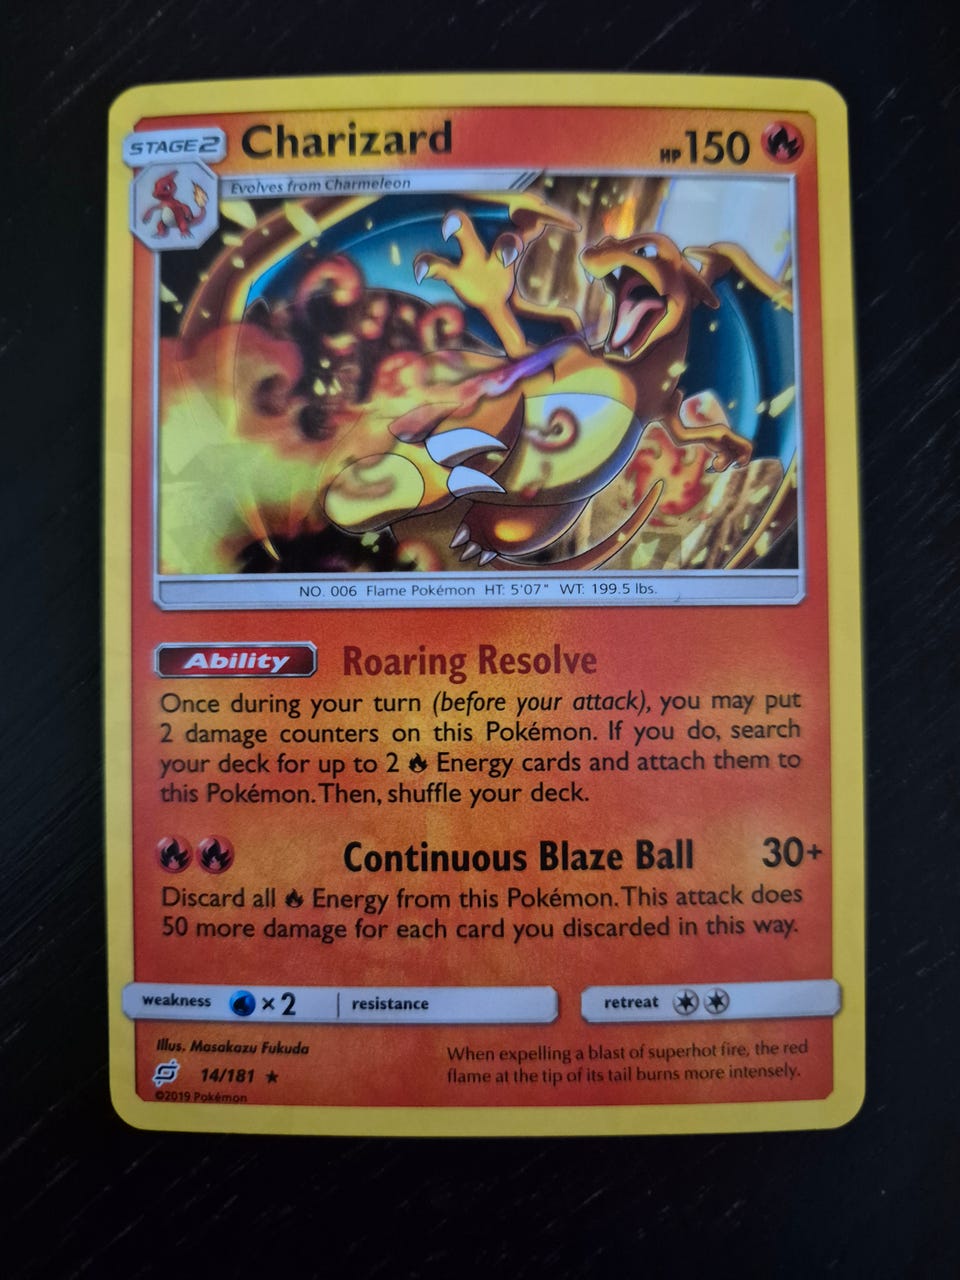 STAGE2 Charizard HP 150
Evolves from Charmeleon
NO. 006 Flame Pokémon HT: 5'07" WT: 199.5 lbs.
Ability Roaring Resolve
Once during your turn (before your attack), you may put
2 damage counters on this Pokémon. If you do, search
your deck for up to 2 Energy cards and attach them to
this Pokémon. Then, shuffle your deck.
Continuous Blaze Ball 30+
Discard all Energy from this Pokémon. This attack does
50 more damage for each card you discarded in this way.
weakness ×2 resistance retreat
Illus. Masakazu Fukuda
14/181 ★
©2019 Pokémon
When expelling a blast of superhot fire, the red
flame at the tip of its tail burns more intensely.